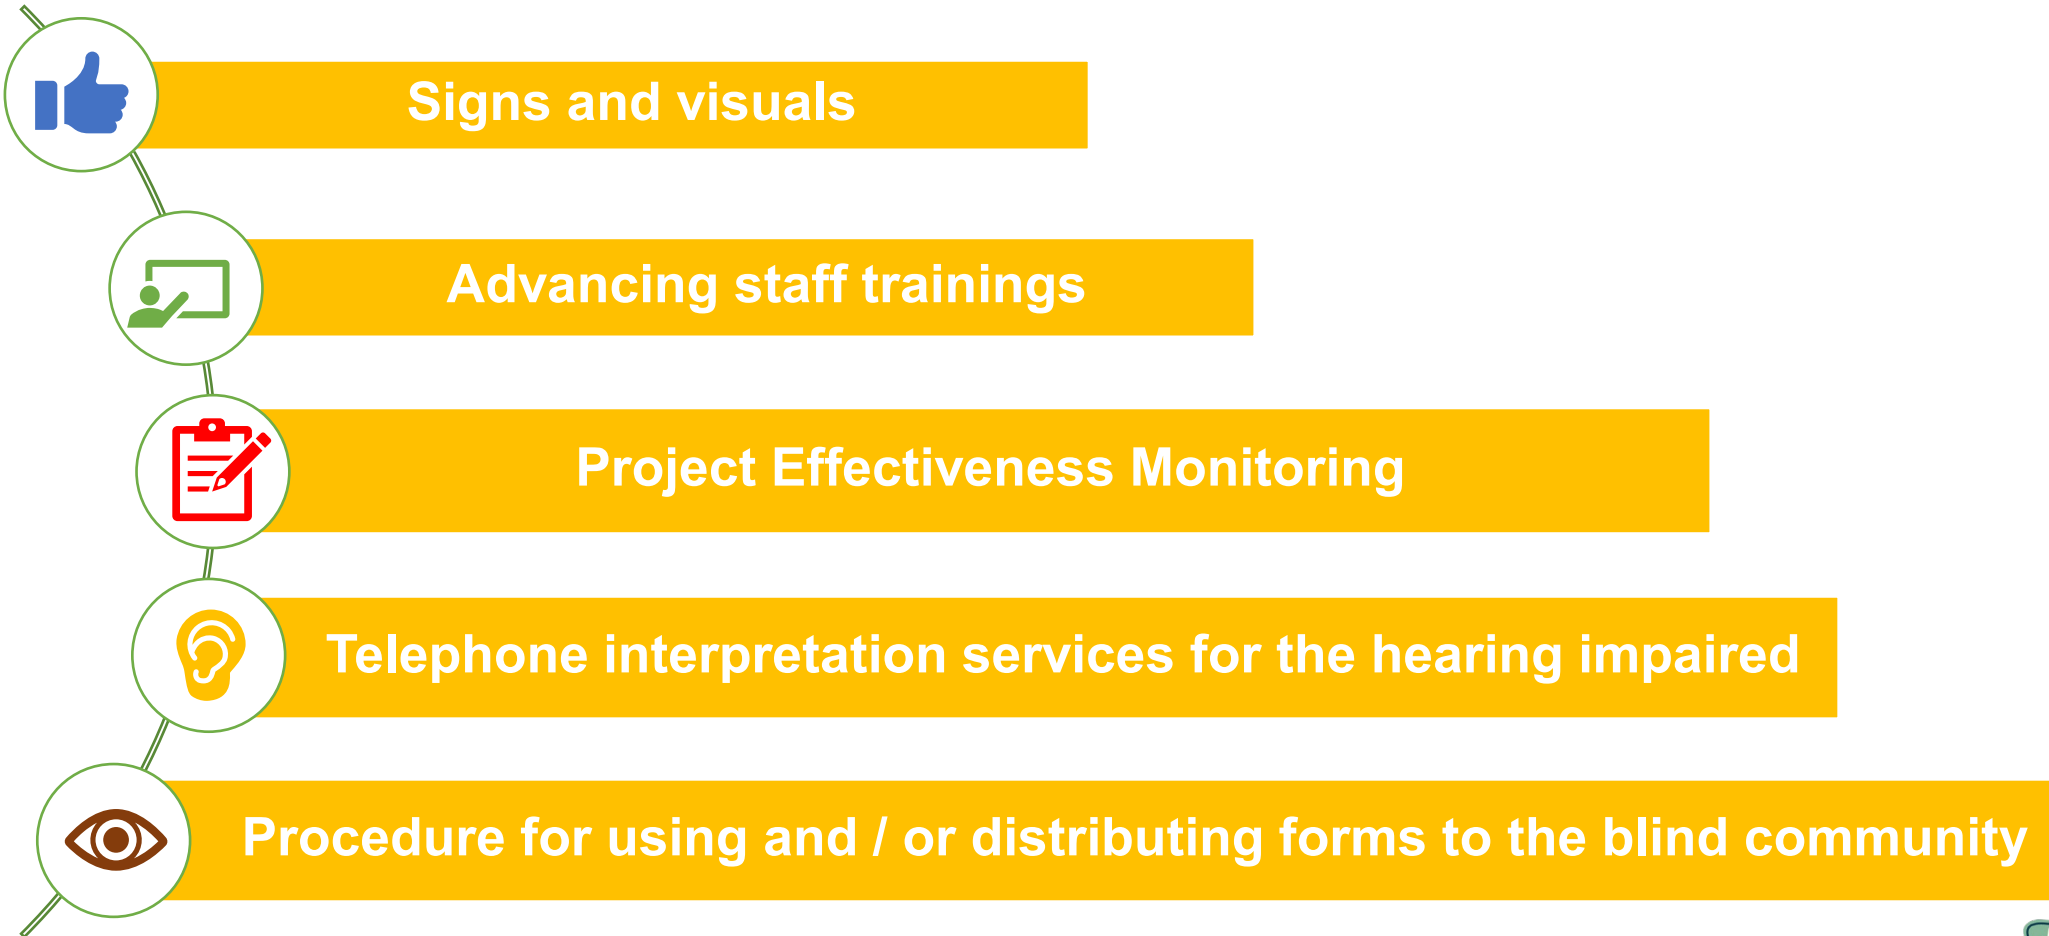 Signs and visuals
Advancing staff trainings
Project Effectiveness Monitoring
Telephone interpretation services for the hearing impaired
Procedure for using and / or distributing forms to the blind community